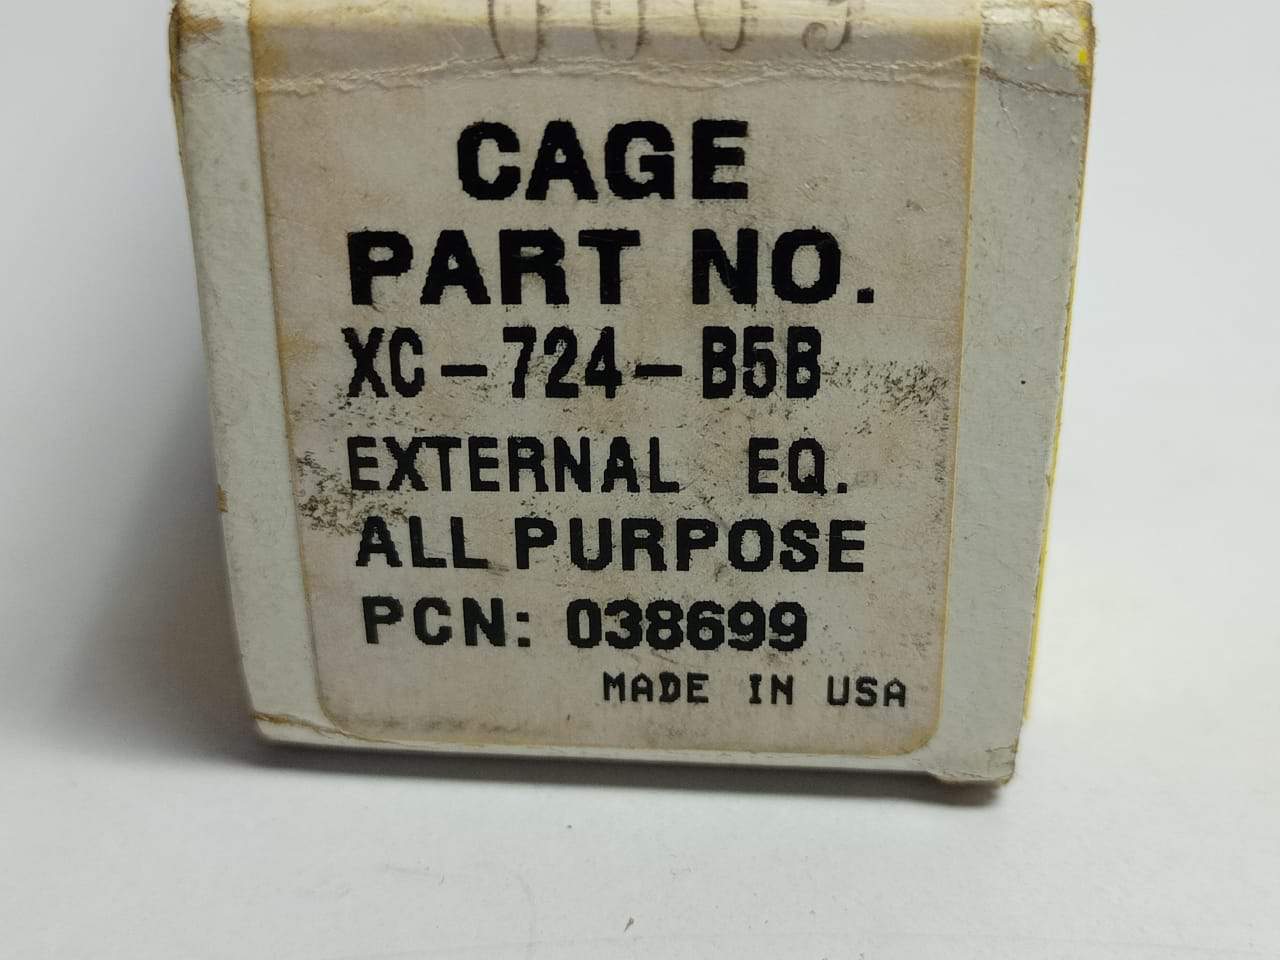 CAGE
PART NO.
XC-724-B5B
EXTERNAL EQ.
ALL PURPOSE
PCN: 038699
MADE IN USA